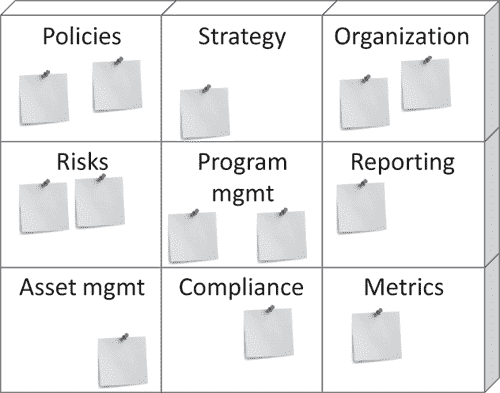 Policies
Strategy
Organization
Risks
Program
mgmt
Reporting
Asset mgmt
Compliance
Metrics